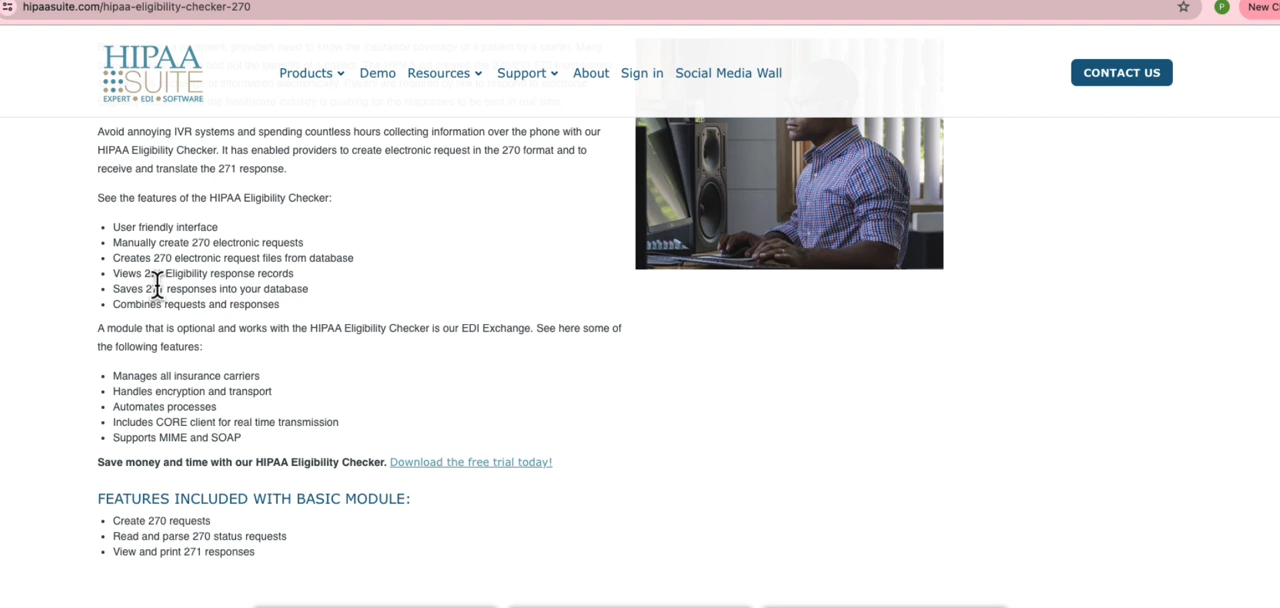 hipaasuite.com/hipaa-eligibility-checker-270
P
New C
HIPAA
SUITE
EXPERT EDI SOFTWARE
Products
Demo
Resources
Support
About
Sign in
Social Media Wall
CONTACT US
Avoid annoying IVR systems and spending countless hours collecting information over the phone with our
HIPAA Eligibility Checker. It has enabled providers to create electronic request in the 270 format and to
receive and translate the 271 response.
See the features of the HIPAA Eligibility Checker:
• User friendly interface
• Manually create 270 electronic requests
• Creates 270 electronic request files from database
• Views Eligibility response records
• Saves responses into your database
• Combines requests and responses
A module that is optional and works with the HIPAA Eligibility Checker is our EDI Exchange. See here some of
the following features:
• Manages all insurance carriers
• Handles encryption and transport
• Automates processes
• Includes CORE client for real time transmission
• Supports MIME and SOAP
Save money and time with our HIPAA Eligibility Checker. Download the free trial today!
FEATURES INCLUDED WITH BASIC MODULE:
• Create 270 requests
• Read and parse 270 status requests
• View and print 271 responses